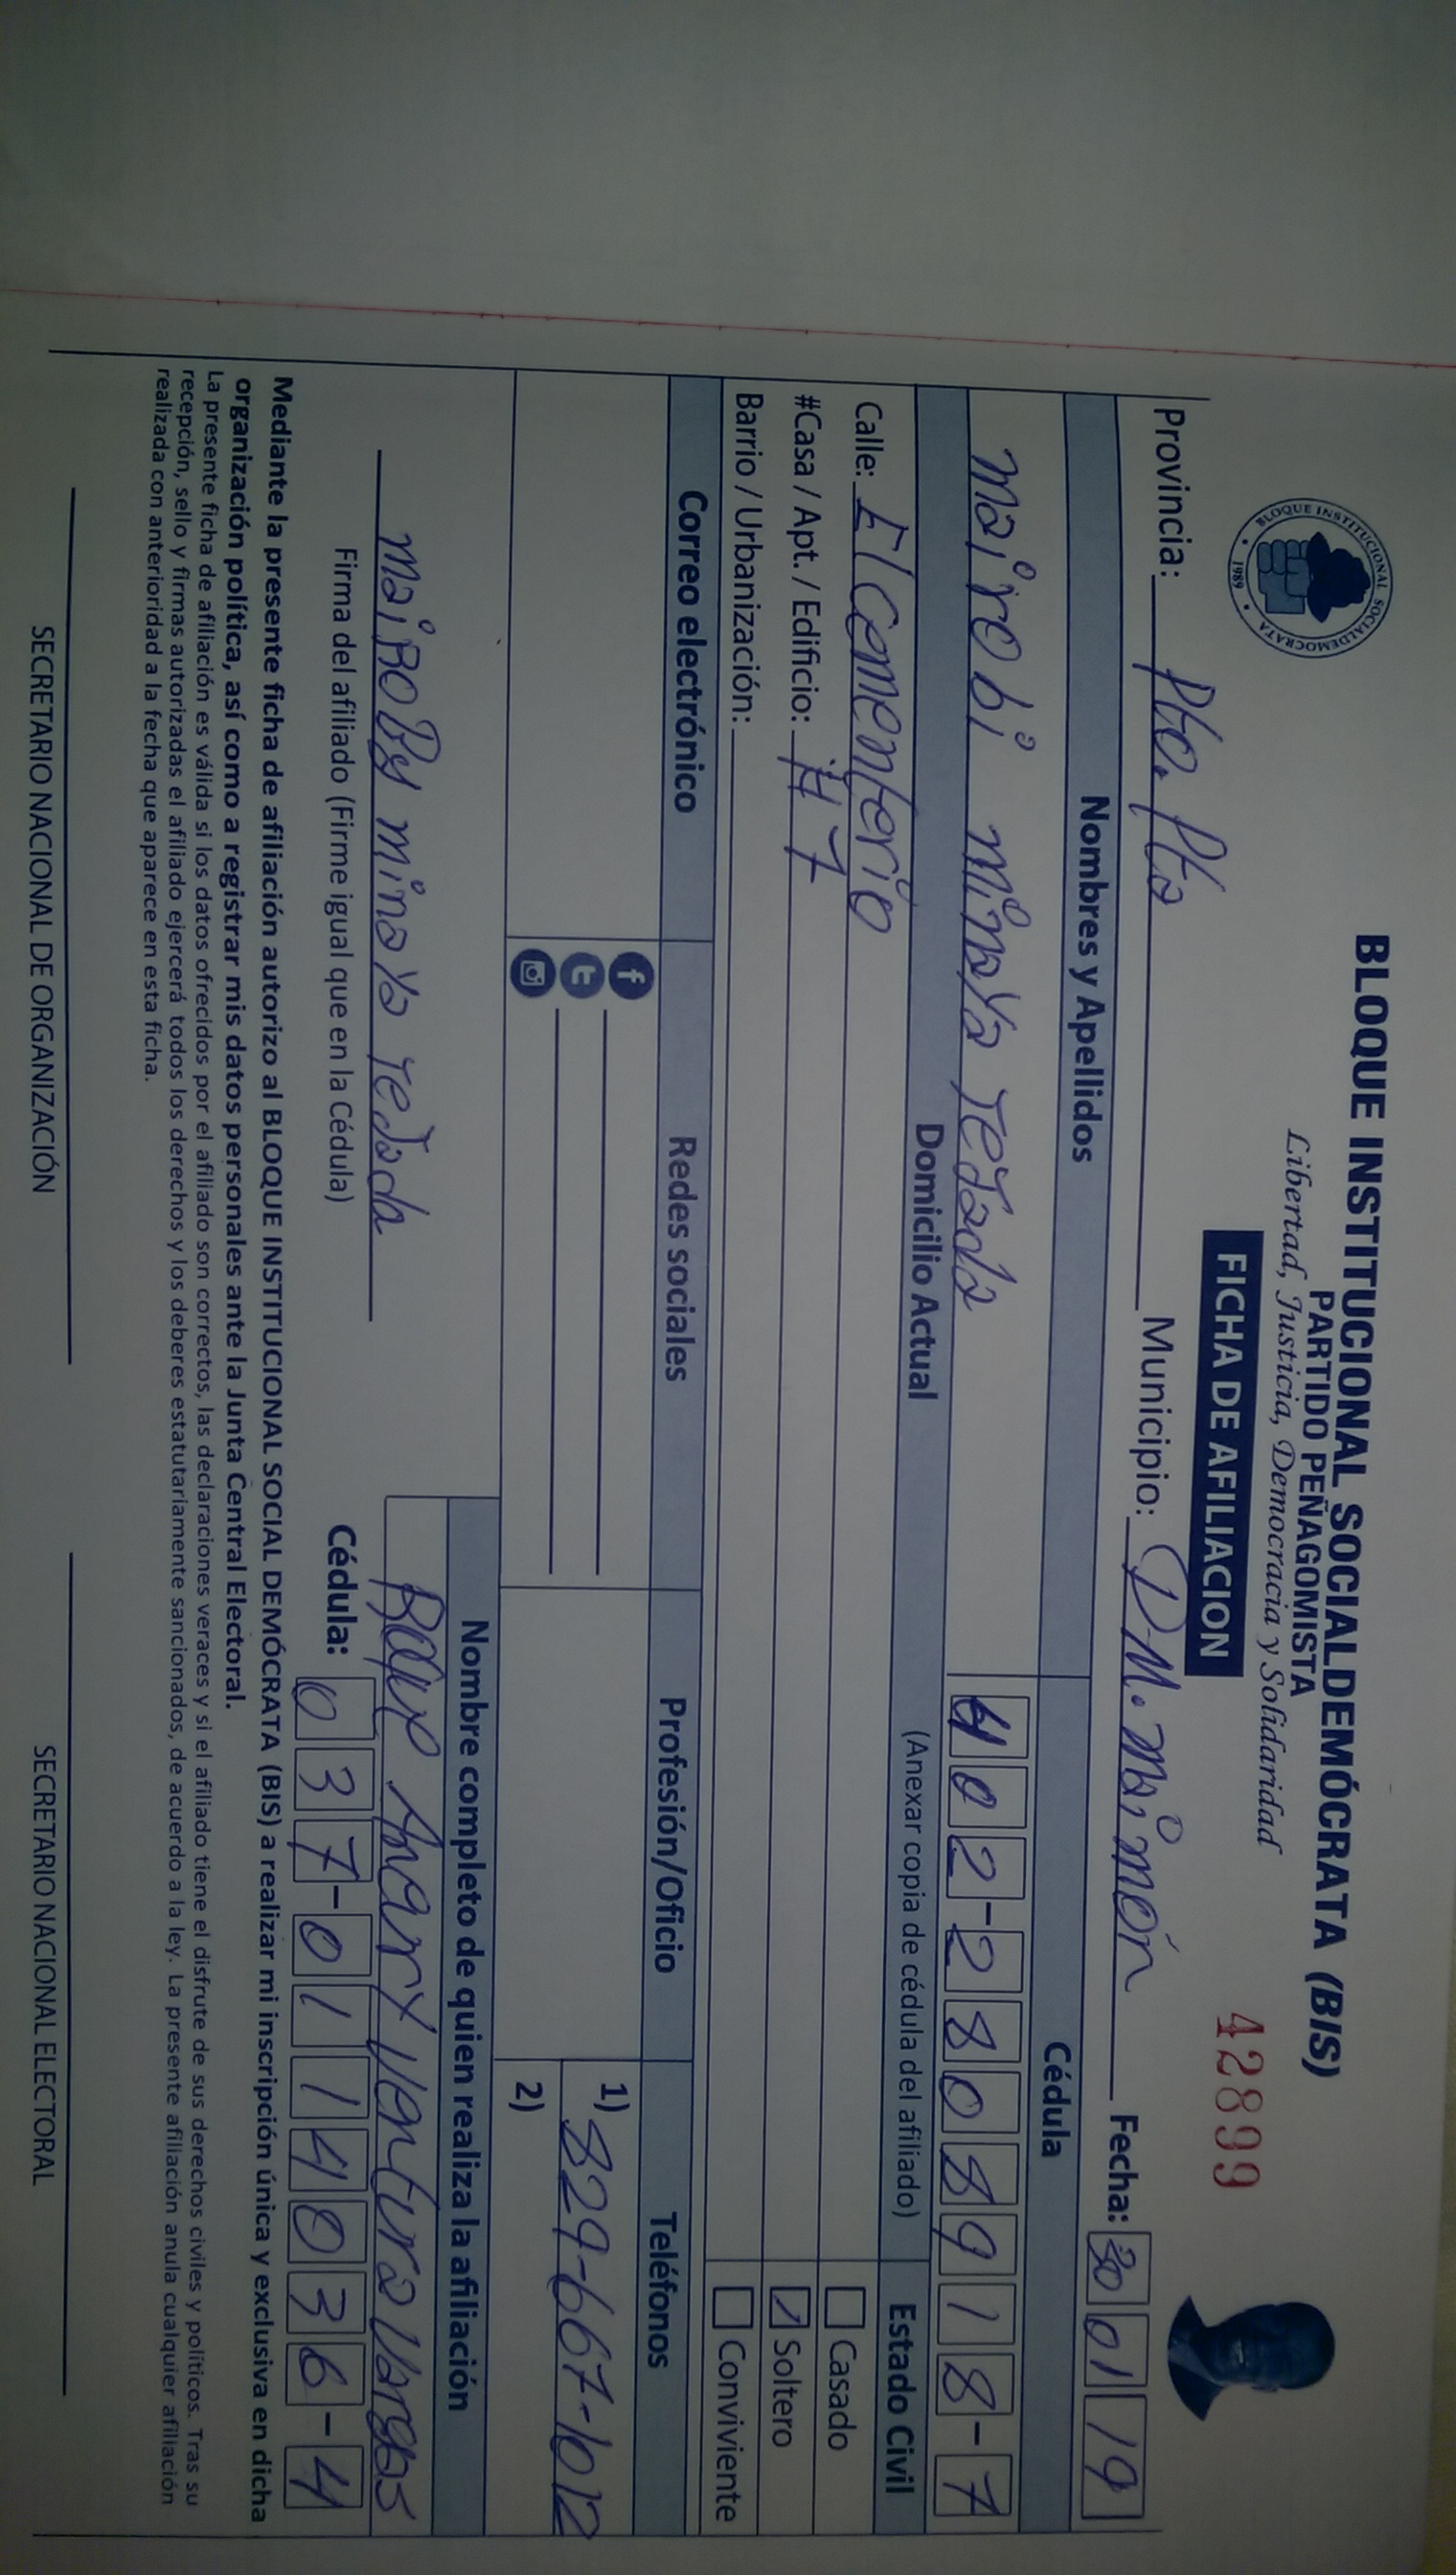 BLOQUE INSTITUCIONAL SOCIALDEMÓCRATA (BIS)
PARTIDO PEÑAGOMISTA
Libertad, Justicia, Democracia y Solidaridad
BLOQUE INSTITUCIONAL SOCIALDEMOCRATA
1989
FICHA DE AFILIACION
42899
Provincia: Pto. Pta Municipio: D.M. maimón Fecha: 30 01 19
Nombres y Apellidos Cédula
mairobi minaya Tejada 402-2808918-7
Domicilio Actual (Anexar copia de cédula del afiliado) Estado Civil
Calle: El Cementerio Casado
#Casa / Apt. / Edificio: #7 Soltero
Barrio / Urbanización: Conviviente
Correo electrónico Redes sociales Profesión/Oficio Teléfonos
1) 829-667-1012
2)
Nombre completo de quien realiza la afiliación
maiRoby minaya Tejada Ventura Vargas
Firma del afiliado (Firme igual que en la Cédula) Cédula: 037-0114036-4
Mediante la presente ficha de afiliación autorizo al BLOQUE INSTITUCIONAL SOCIAL DEMÓCRATA (BIS) a realizar mi inscripción única y exclusiva en dicha
organización política, así como a registrar mis datos personales ante la Junta Central Electoral.
La presente ficha de afiliación es válida si los datos ofrecidos por el afiliado son correctos, las declaraciones veraces y si el afiliado tiene el disfrute de sus derechos civiles y políticos. Tras su
recepción, sello y firmas autorizadas el afiliado ejercerá todos los derechos y los deberes estatutariamente sancionados, de acuerdo a la ley. La presente afiliación anula cualquier afiliación
realizada con anterioridad a la fecha que aparece en esta ficha.
SECRETARIO NACIONAL DE ORGANIZACIÓN SECRETARIO NACIONAL ELECTORAL